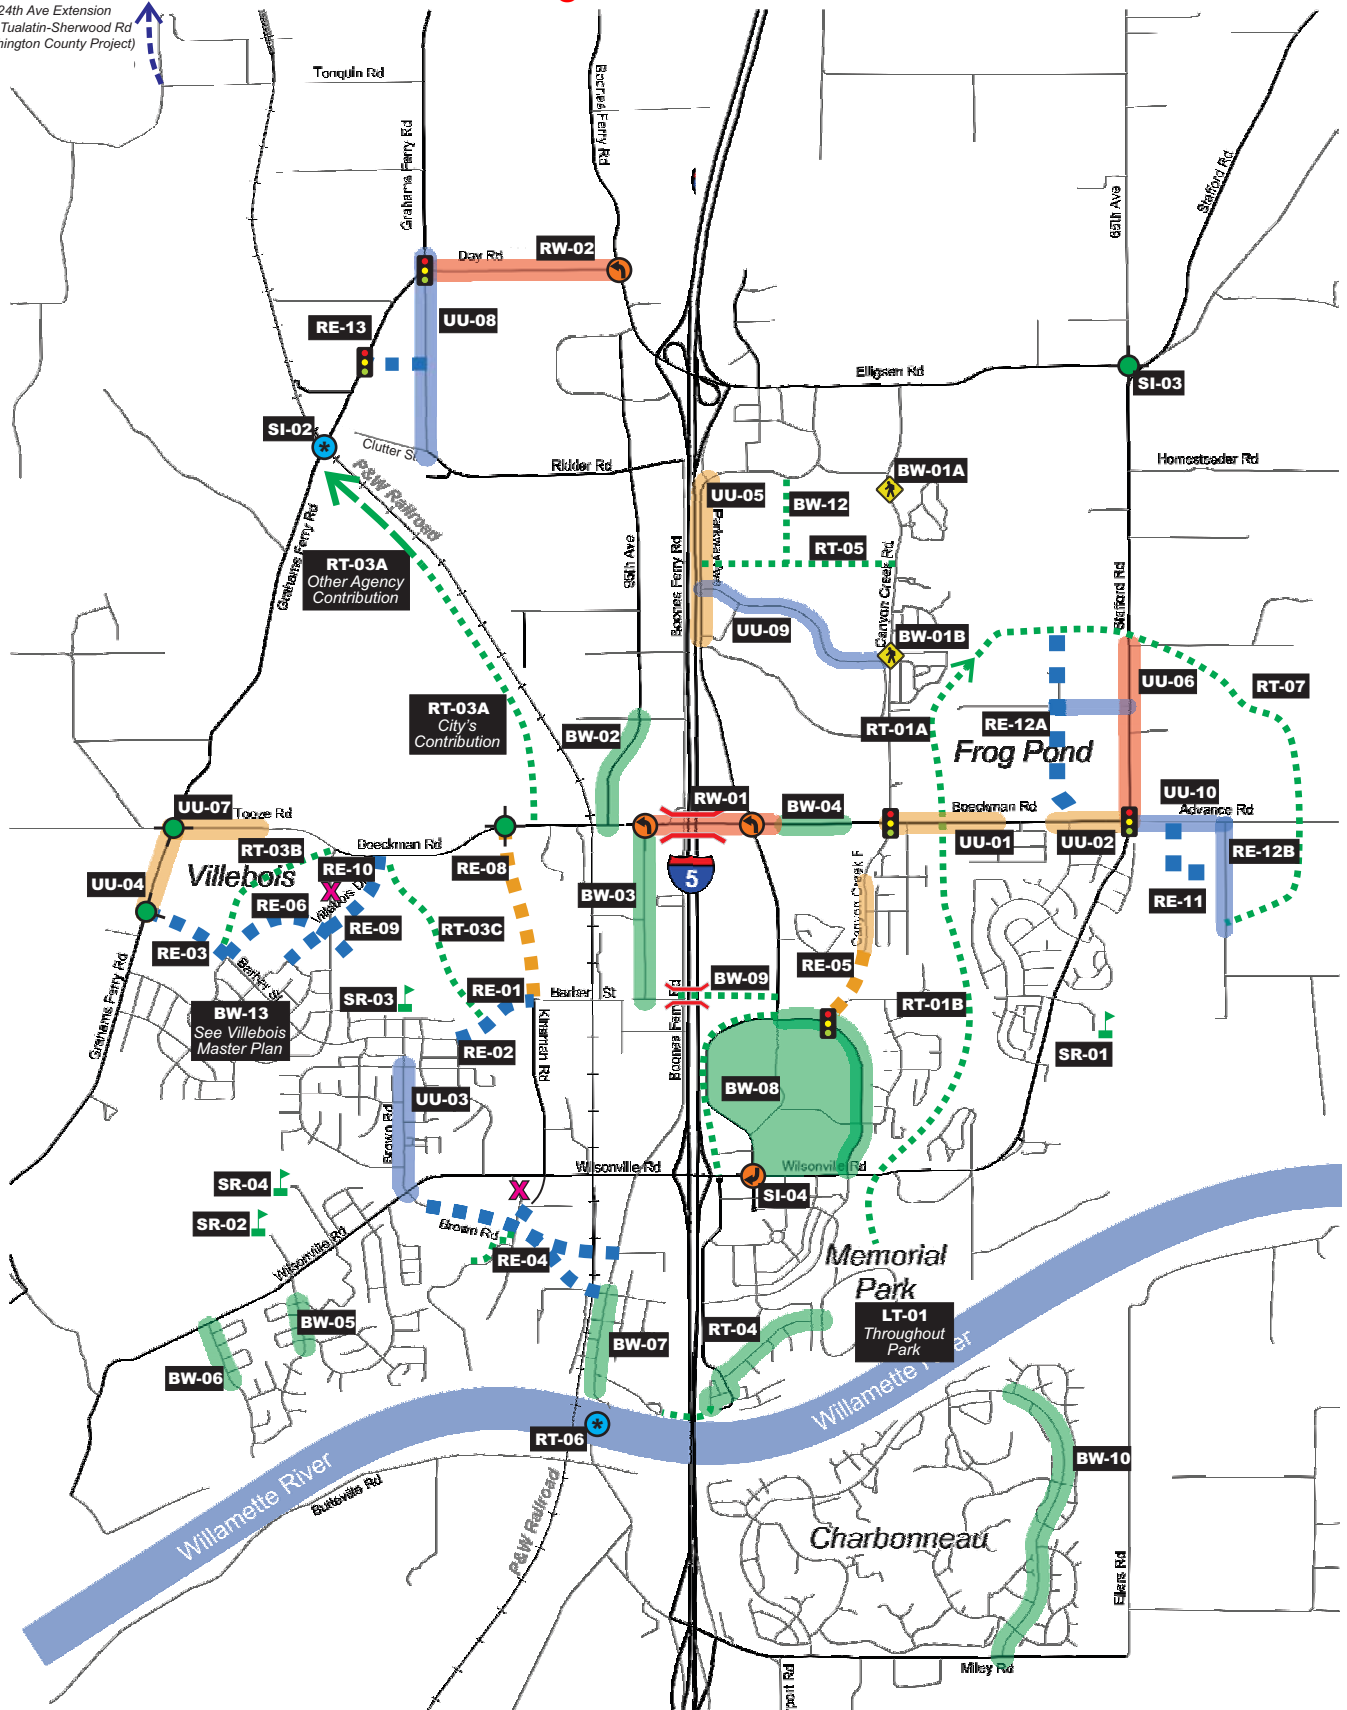 24th Ave Extension
Tualatin-Sherwood Rd
hington County Project)
Tonquin Rd
Boones Ferry Rd
Grahams Ferry Rd
Stafford Rd
65th Ave
RW-02
Day Rd
UU-08
RE-13
Elligsen Rd
SI-03
SI-02
Clutter St
P&W Railroad
Ridder Rd
Homesteader Rd
BW-01A
UU-05
BW-12
Parkway Ave
RT-05
Grahams Ferry Rd
95th Ave
Boones Ferry Rd
Canyon Creek Rd
Stafford Rd
RT-03A
Other Agency
Contribution
UU-09
BW-01B
UU-06
RT-07
RT-03A
City's
Contribution
BW-02
RT-01A
RE-12A
Frog Pond
RW-01
BW-04
UU-10
UU-07
Tooze Rd
Boeckman Rd
Advance Rd
RT-03B
Boeckman Rd
UU-01
UU-02
RE-12B
Villebois
RE-10
RE-08
5
UU-04
RE-06
BW-03
RE-11
RE-09
RT-03C
RE-03
Canyon Creek
RE-05
Barber St
BW-09
SR-03
RE-01
Barber St
RT-01B
BW-13
See Villebois
Master Plan
Grahams Ferry Rd
RE-02
Kinsman Rd
Boones Ferry Rd
SR-01
BW-08
UU-03
Brown Rd
Wilsonville Rd
Wilsonville Rd
SR-04
SI-04
SR-02
Brown Rd
Wilsonville Rd
RE-04
Memorial
Park
LT-01
Throughout
Park
BW-05
RT-04
BW-07
BW-06
Willamette River
RT-06
BW-10
Willamette River
Butteville Rd
P&W Railroad
Charbonneau
Eilers Rd
Miley Rd
port Rd